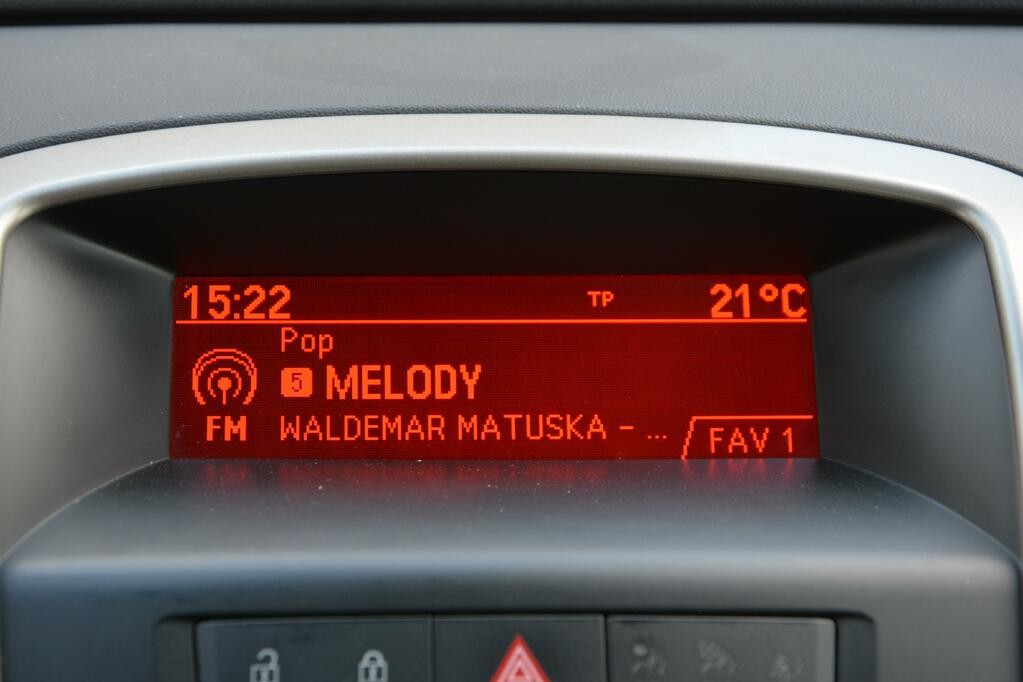 15:22 TP 21°C
Pop
5 MELODY
FM WALDEMAR MATUSKA - ... FAV 1